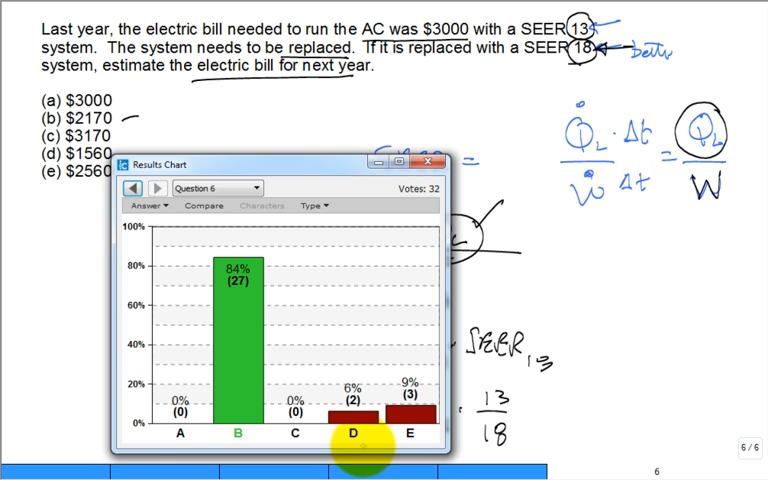 Last year, the electric bill needed to run the AC was $3000 with a SEER 13
system. The system needs to be replaced. If it is replaced with a SEER 18
system, estimate the electric bill for next year.
better
(a) $3000
(b) $2170
(c) $3170
(d) $1560
(e) $2560
=
Q̇L · Δt
Ẇ Δt
= QL
W
Results Chart
Question 6
Votes: 32
Answer
Compare
Characters
Type
100%
80%
60%
40%
20%
0%
0%
(0)
84%
(27)
0%
(0)
6%
(2)
9%
(3)
A B C D E
· SEER13
· 13
18
6 / 6
6